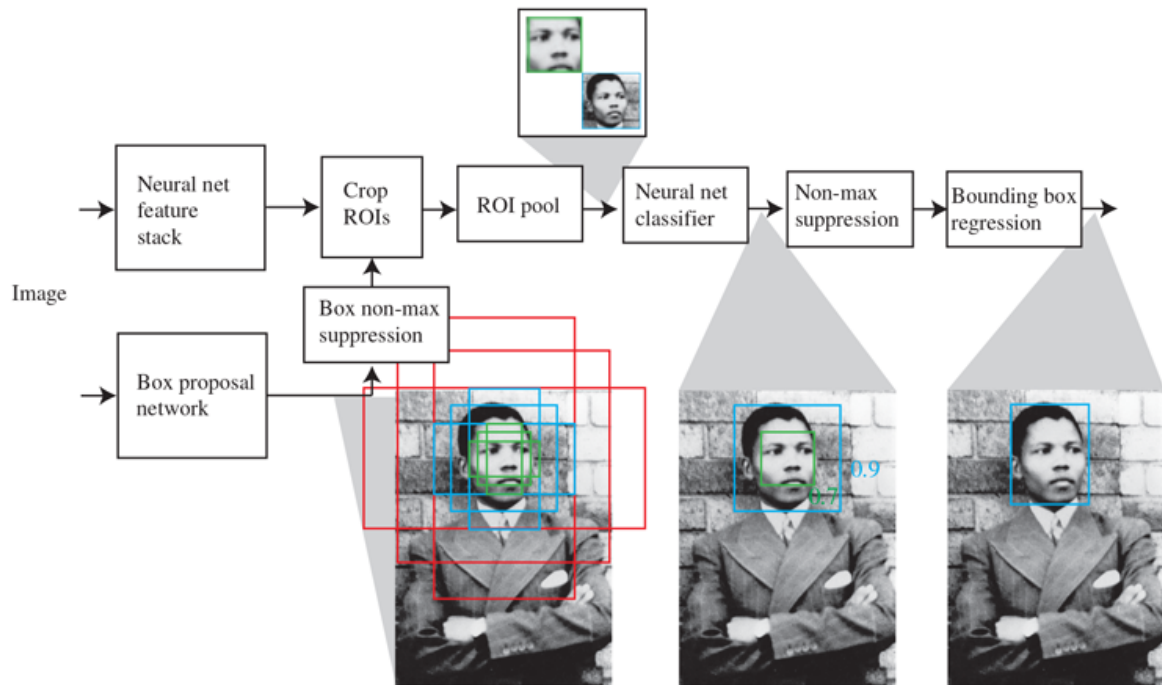 Neural net
feature
stack
Crop
ROIs
ROI pool
Neural net
classifier
Non-max
suppression
Bounding box
regression
Image
Box non-max
suppression
Box proposal
network
0.9
0.7